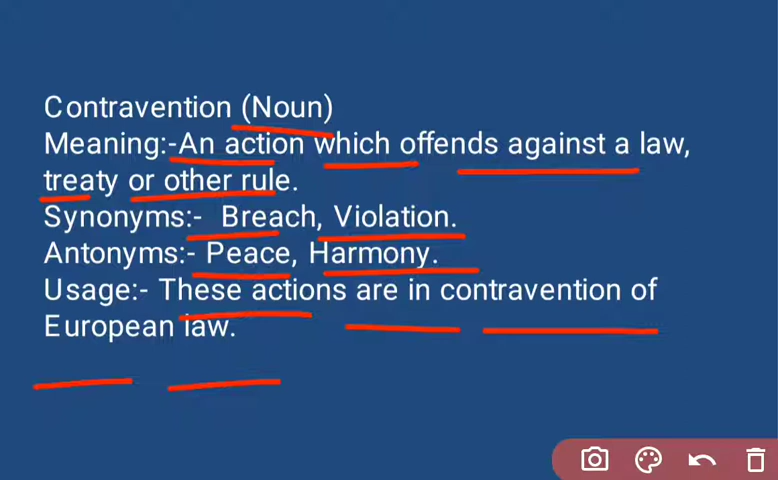 Contravention (Noun)
Meaning:-An action which offends against a law,
treaty or other rule.
Synonyms:- Breach, Violation.
Antonyms:- Peace, Harmony.
Usage:- These actions are in contravention of
European law.